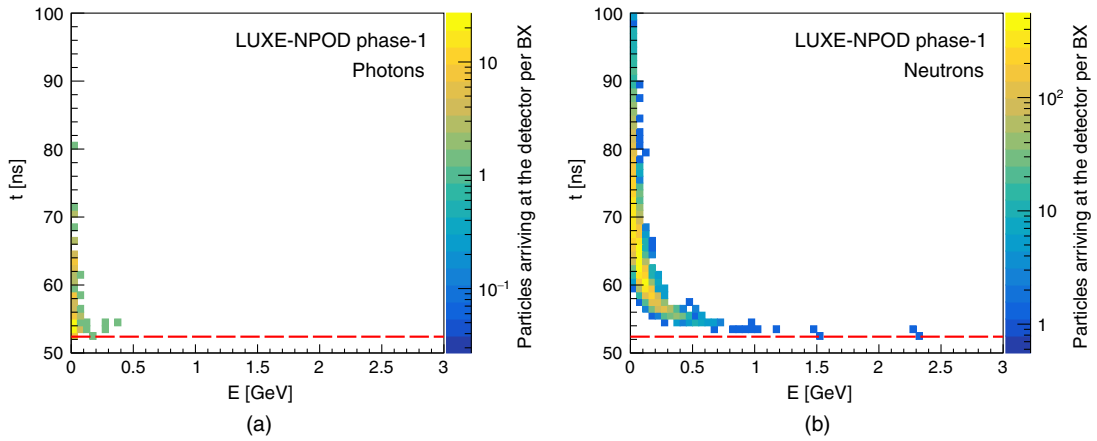 LUXE-NPOD phase-1
Photons
t [ns]
100
90
80
70
60
50
0 0.5 1 1.5 2 2.5 3
E [GeV]
10
1
10⁻¹
Particles arriving at the detector per BX
(a)
LUXE-NPOD phase-1
Neutrons
t [ns]
100
90
80
70
60
50
0 0.5 1 1.5 2 2.5 3
E [GeV]
10²
10
1
Particles arriving at the detector per BX
(b)